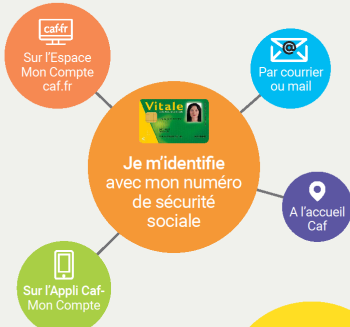 caf.fr
Sur l'Espace
Mon Compte
caf.fr
@
Par courrier
ou mail
Vitale
Je m'identifie
avec mon numéro
de sécurité
sociale
A l'accueil
Caf
Sur l'Appli Caf-
Mon Compte